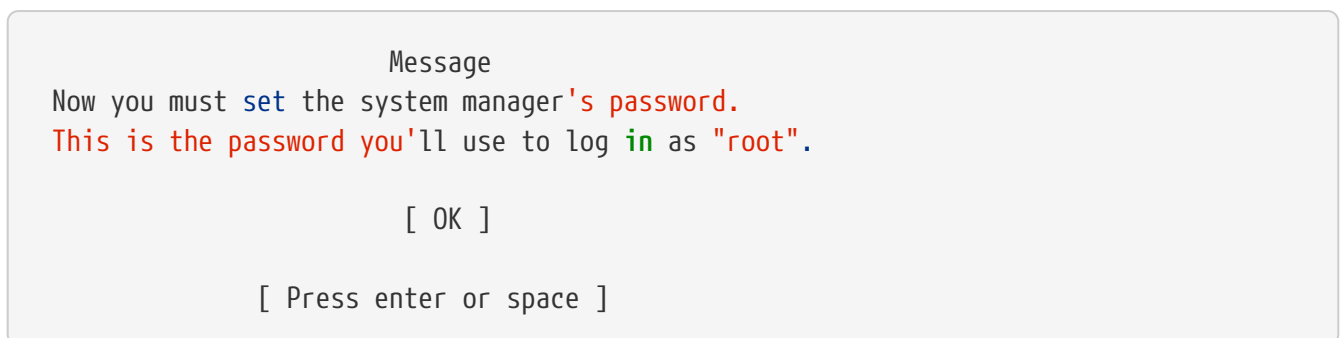 Message
Now you must set the system manager's password.
This is the password you'll use to log in as "root".
[ OK ]
[ Press enter or space ]